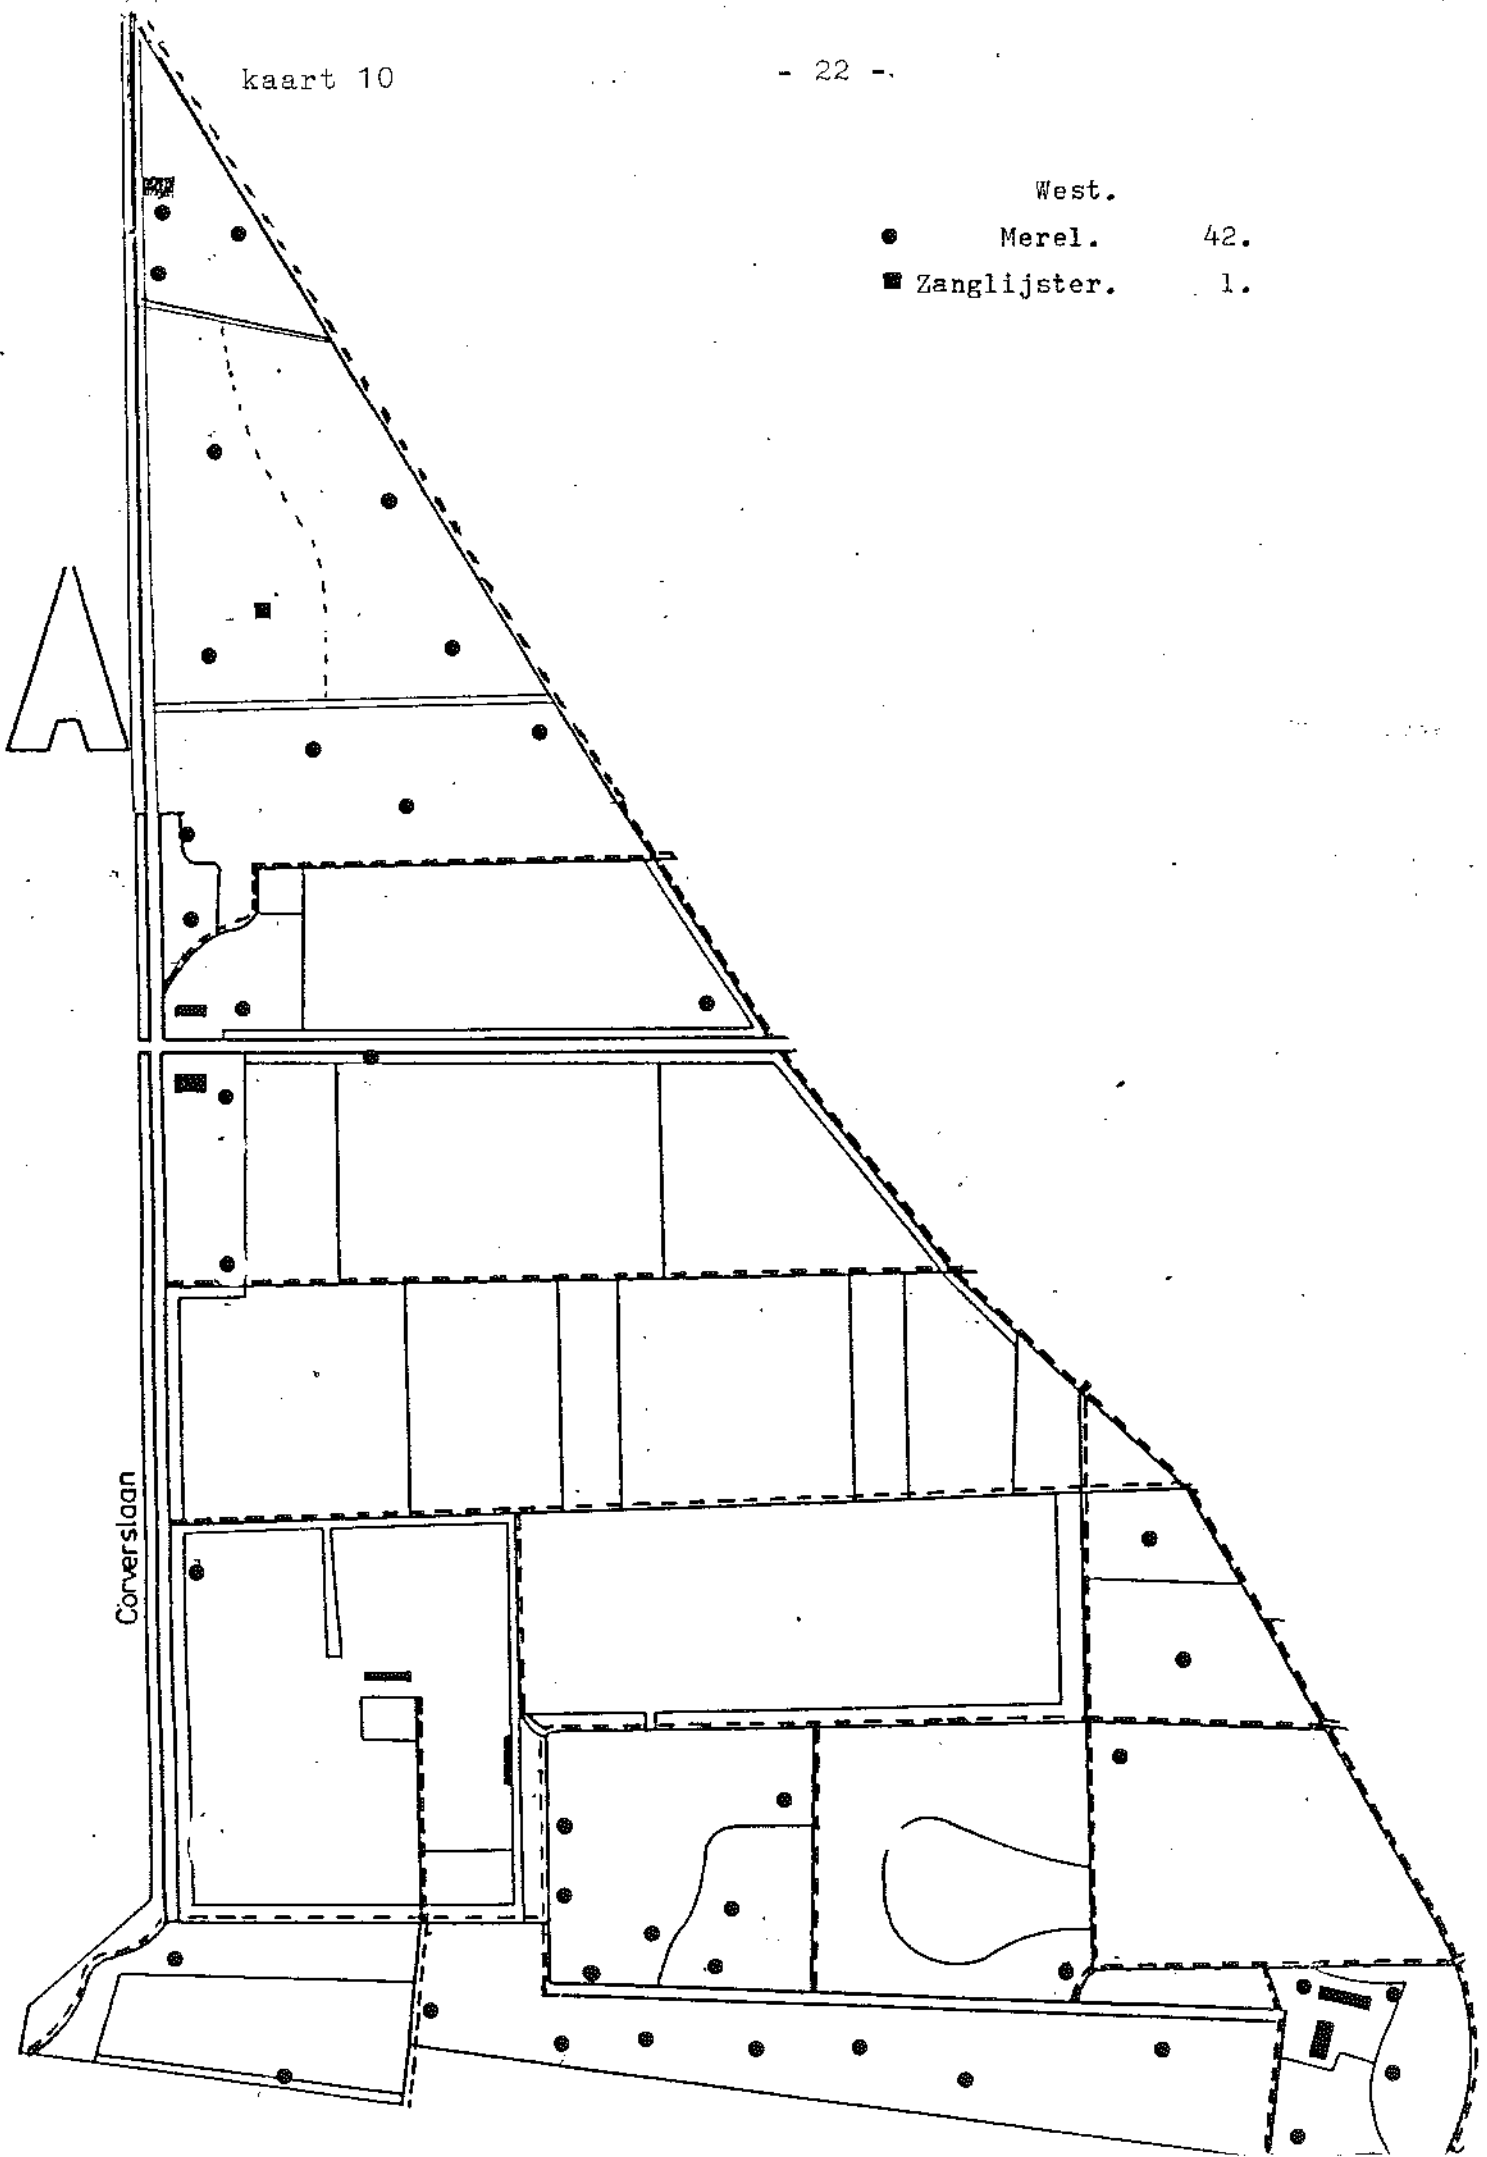 kaart 10
- 22 -
West.
Merel. 42.
Zanglijster. 1.
Corverslaan